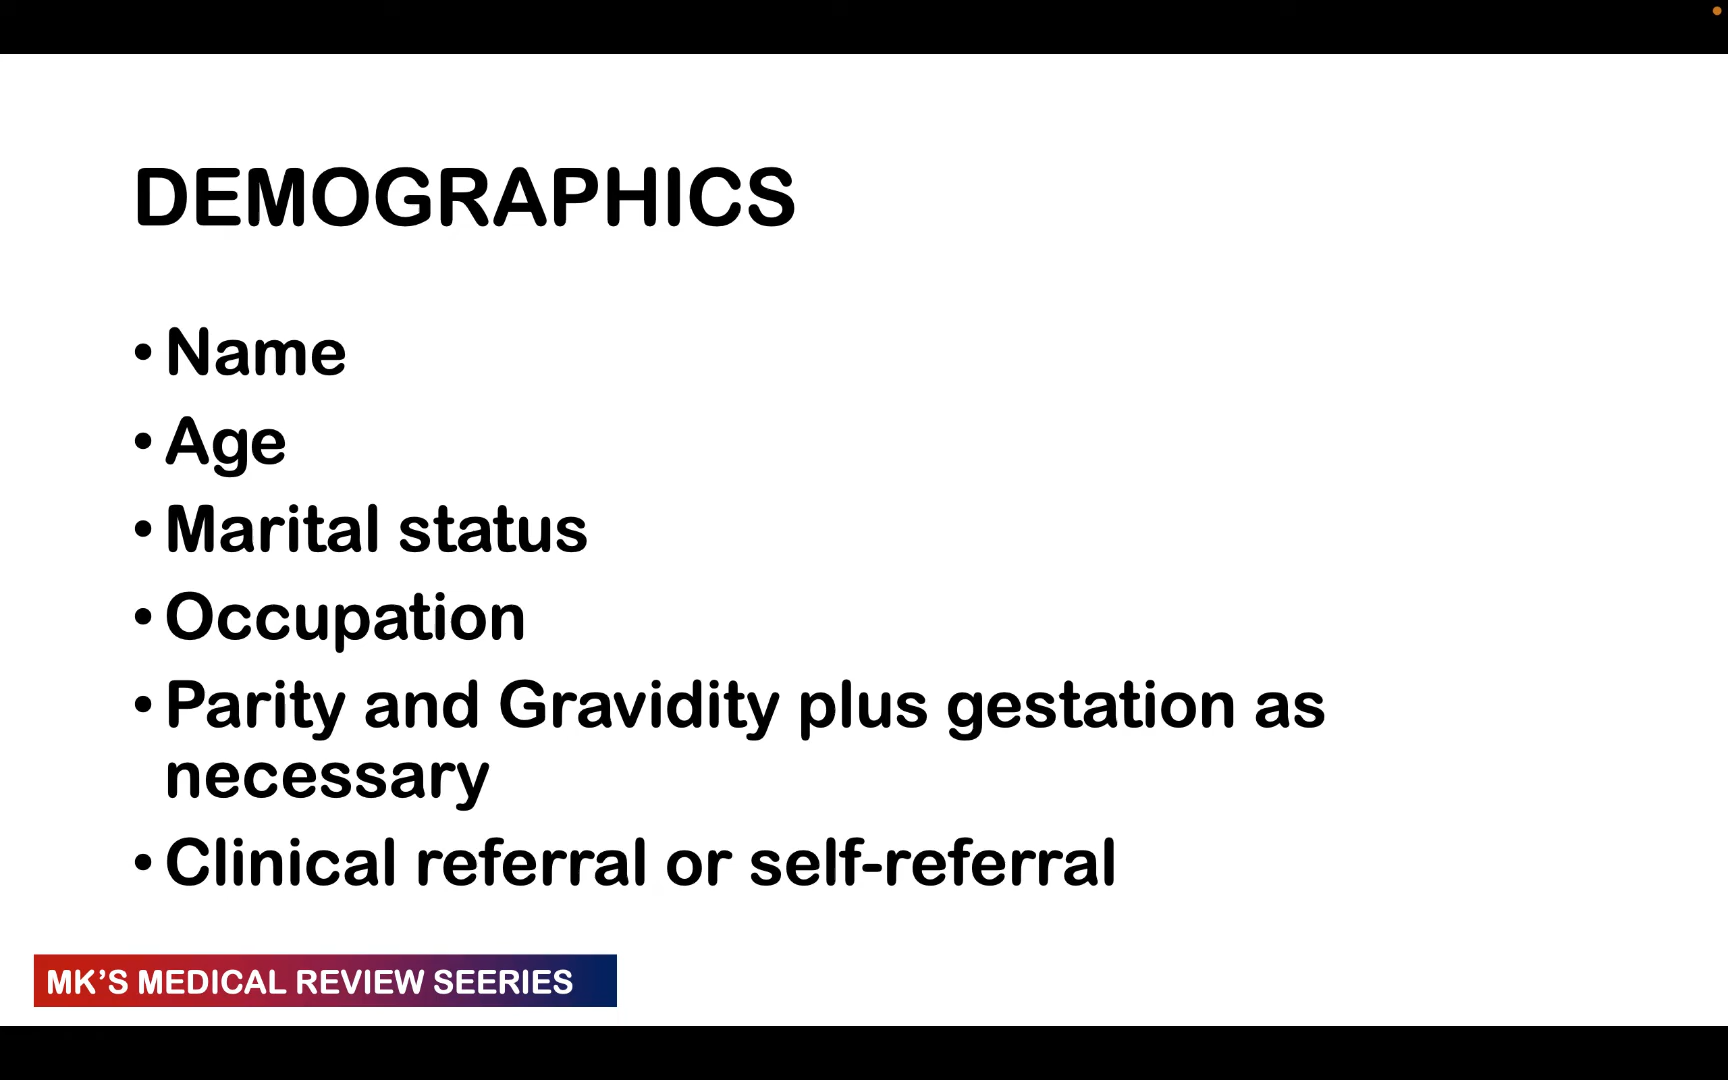 DEMOGRAPHICS
• Name
• Age
• Marital status
• Occupation
• Parity and Gravidity plus gestation as
necessary
• Clinical referral or self-referral
MK’S MEDICAL REVIEW SEERIES